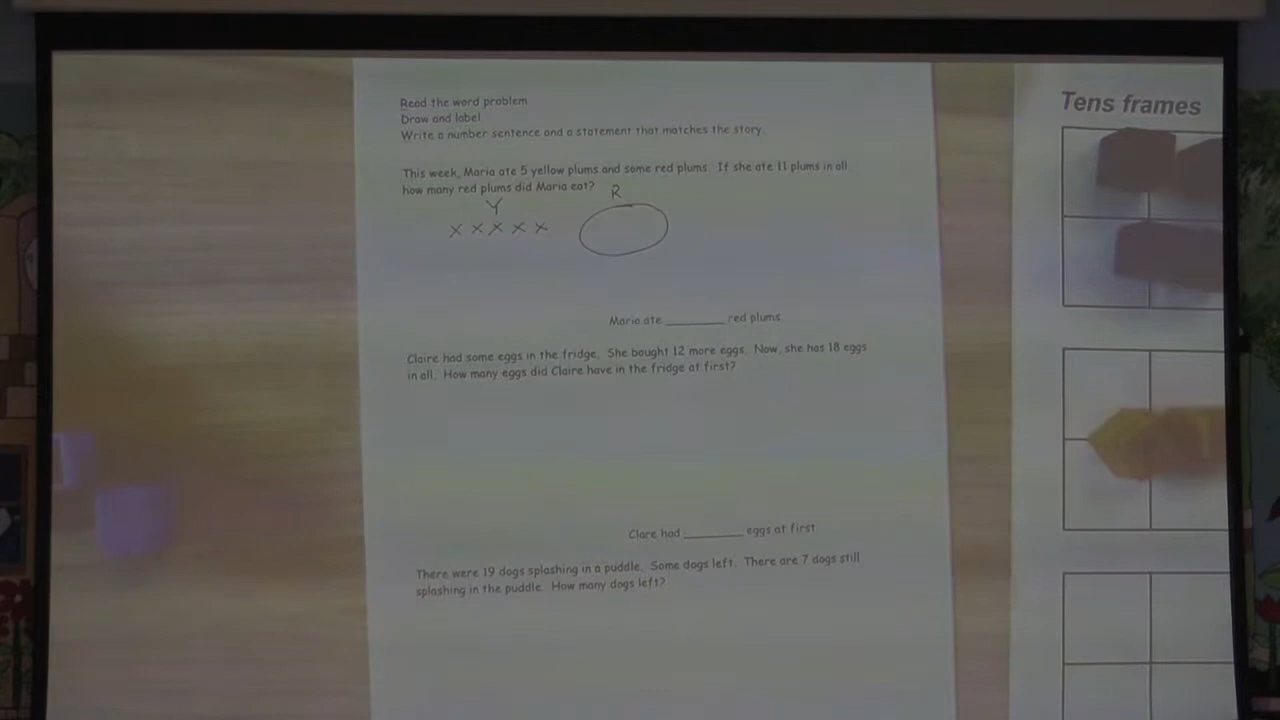 Read the word problem
Draw and label
Write a number sentence and a statement that matches the story.
This week, Maria ate 5 yellow plums and some red plums. If she ate 11 plums in all
how many red plums did Maria eat?
Y
R
x x x x x
Maria ate ________ red plums
Claire had some eggs in the fridge. She bought 12 more eggs. Now, she has 18 eggs
in all. How many eggs did Claire have in the fridge at first?
Clare had ________ eggs at first
There were 19 dogs splashing in a puddle. Some dogs left. There are 7 dogs still
splashing in the puddle. How many dogs left?
Tens frames